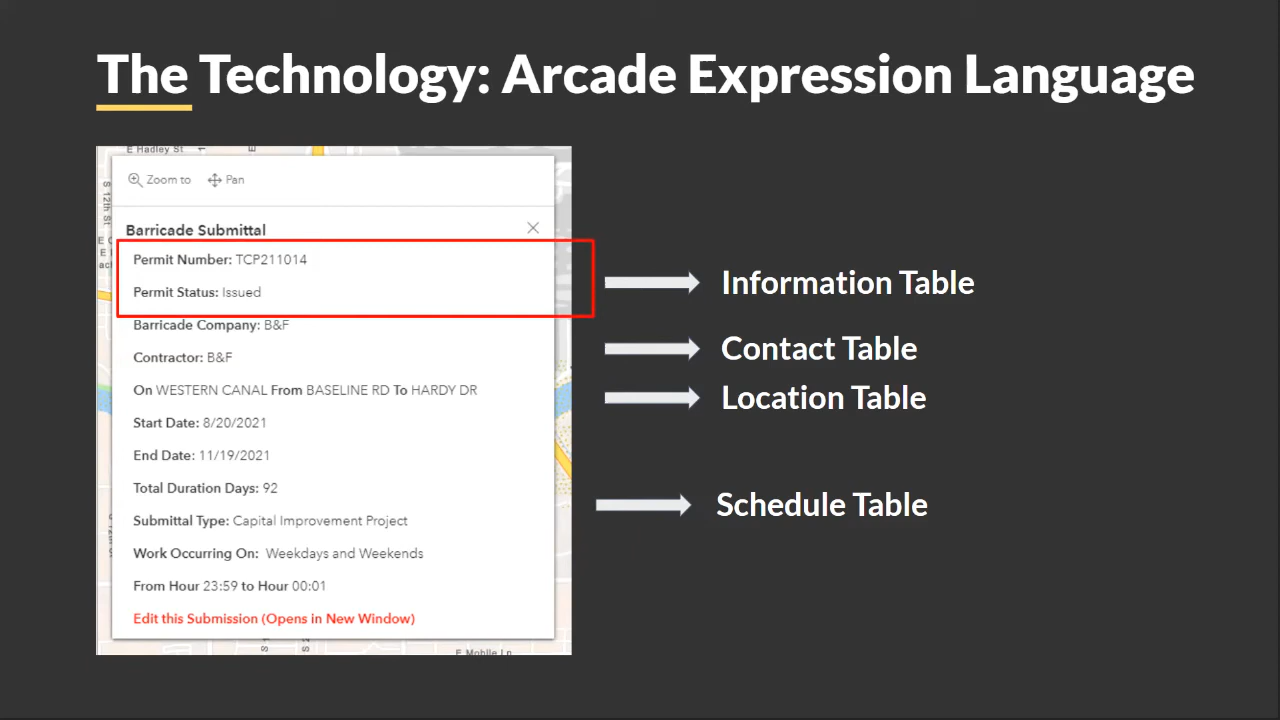 The Technology: Arcade Expression Language
E Hadley St
S 12th St
Zoom to
Pan
Barricade Submittal
Permit Number: TCP211014
Permit Status: Issued
Barricade Company: B&F
Contractor: B&F
On WESTERN CANAL From BASELINE RD To HARDY DR
Start Date: 8/20/2021
End Date: 11/19/2021
Total Duration Days: 92
Submittal Type: Capital Improvement Project
Work Occurring On: Weekdays and Weekends
From Hour 23:59 to Hour 00:01
Edit this Submission (Opens in New Window)
E Mobile Ln
Information Table
Contact Table
Location Table
Schedule Table